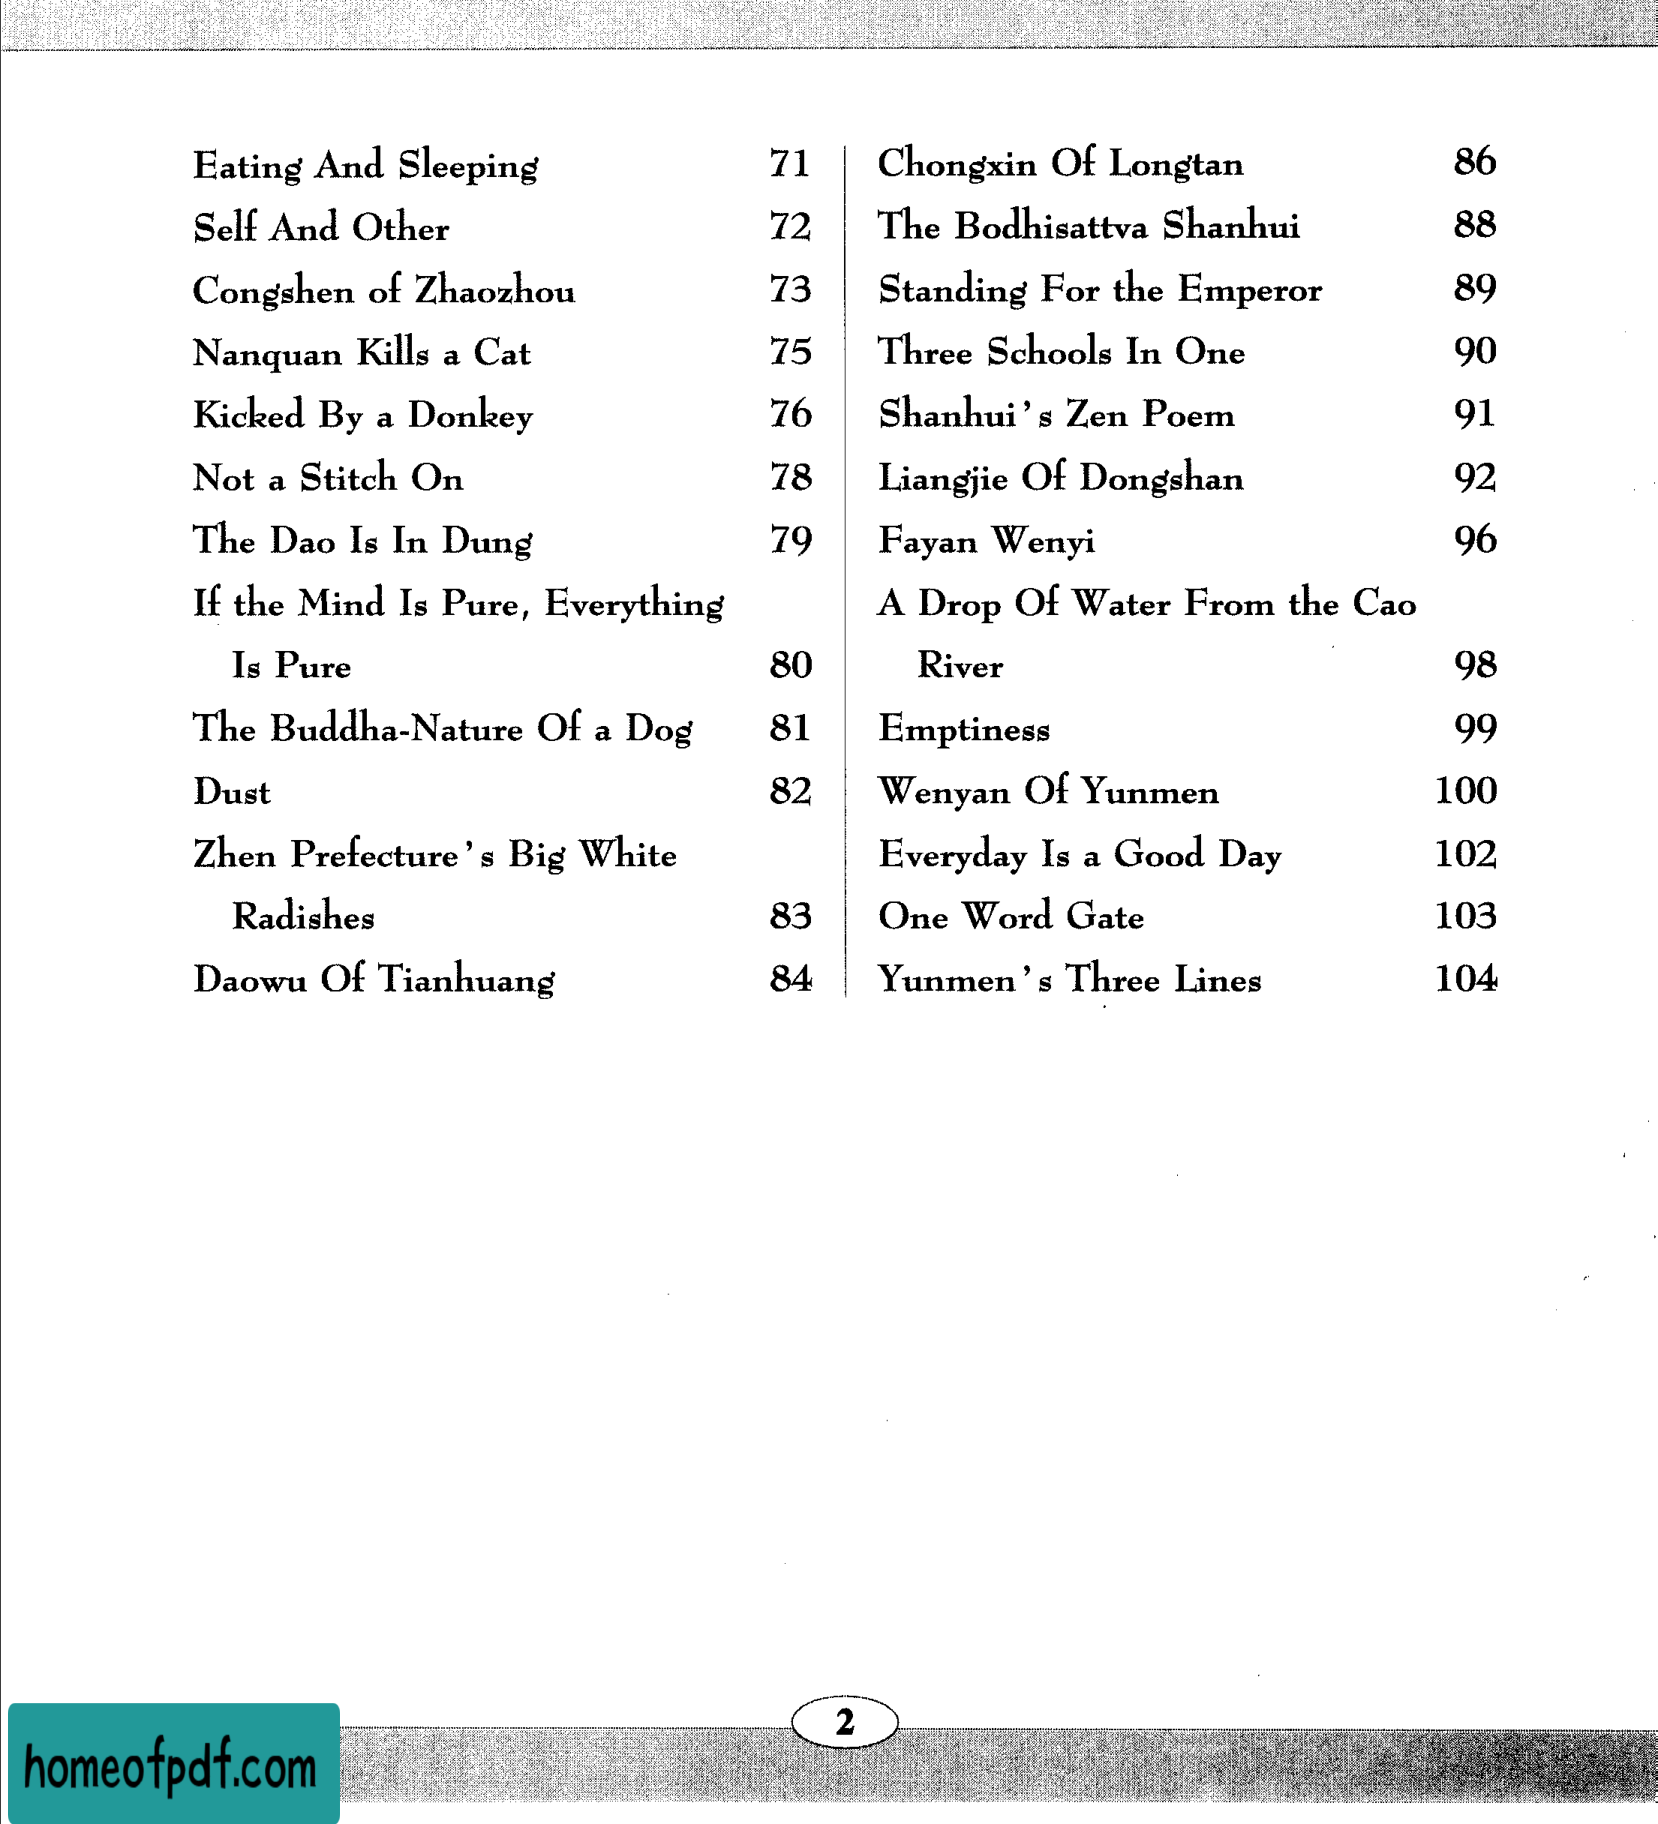 Eating And Sleeping 71
Self And Other 72
Congshen of Zhaozhou 73
Nanquan Kills a Cat 75
Kicked By a Donkey 76
Not a Stitch On 78
The Dao Is In Dung 79
If the Mind Is Pure, Everything
Is Pure 80
The Buddha-Nature Of a Dog 81
Dust 82
Zhen Prefecture's Big White
Radishes 83
Daowu Of Tianhuang 84
Chongxin Of Longtan 86
The Bodhisattva Shanhui 88
Standing For the Emperor 89
Three Schools In One 90
Shanhui's Zen Poem 91
Liangjie Of Dongshan 92
Fayan Wenyi 96
A Drop Of Water From the Cao
River 98
Emptiness 99
Wenyan Of Yunmen 100
Everyday Is a Good Day 102
One Word Gate 103
Yunmen's Three Lines 104
2
homeofpdf.com